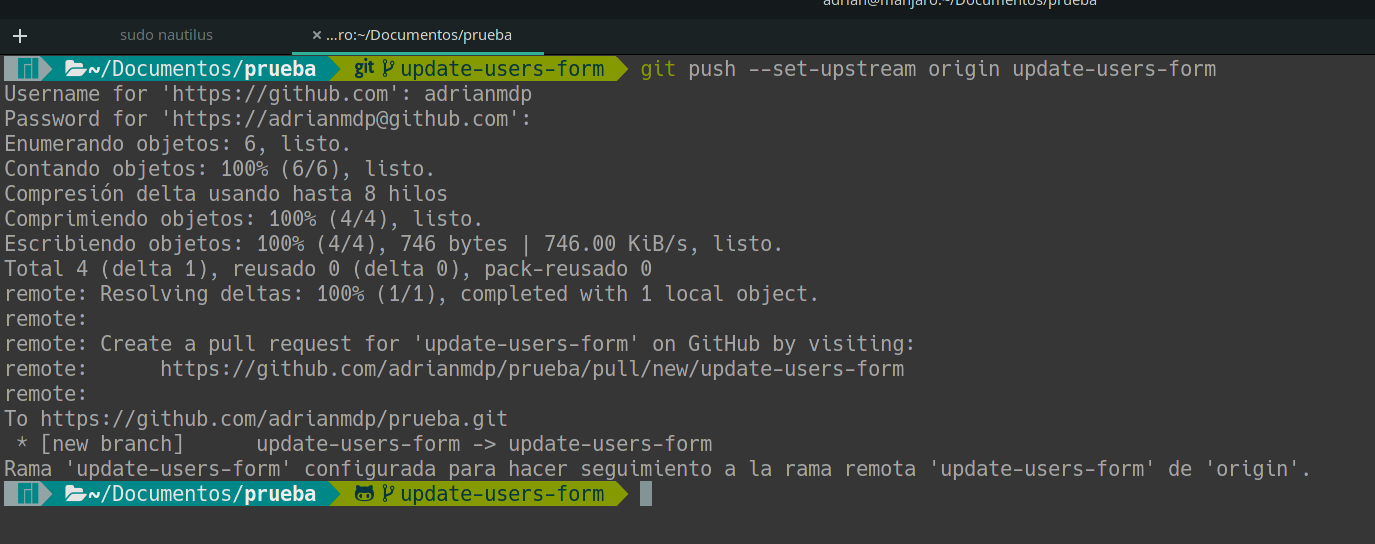 adrian@manjaro:~/Documentos/prueba
+ sudo nautilus × ...ro:~/Documentos/prueba
~/Documentos/prueba git update-users-form git push --set-upstream origin update-users-form
Username for 'https://github.com': adrianmdp
Password for 'https://adrianmdp@github.com':
Enumerando objetos: 6, listo.
Contando objetos: 100% (6/6), listo.
Compresión delta usando hasta 8 hilos
Comprimiendo objetos: 100% (4/4), listo.
Escribiendo objetos: 100% (4/4), 746 bytes | 746.00 KiB/s, listo.
Total 4 (delta 1), reusado 0 (delta 0), pack-reusado 0
remote: Resolving deltas: 100% (1/1), completed with 1 local object.
remote:
remote: Create a pull request for 'update-users-form' on GitHub by visiting:
remote:      https://github.com/adrianmdp/prueba/pull/new/update-users-form
remote:
To https://github.com/adrianmdp/prueba.git
 * [new branch]      update-users-form -> update-users-form
Rama 'update-users-form' configurada para hacer seguimiento a la rama remota 'update-users-form' de 'origin'.
~/Documentos/prueba update-users-form